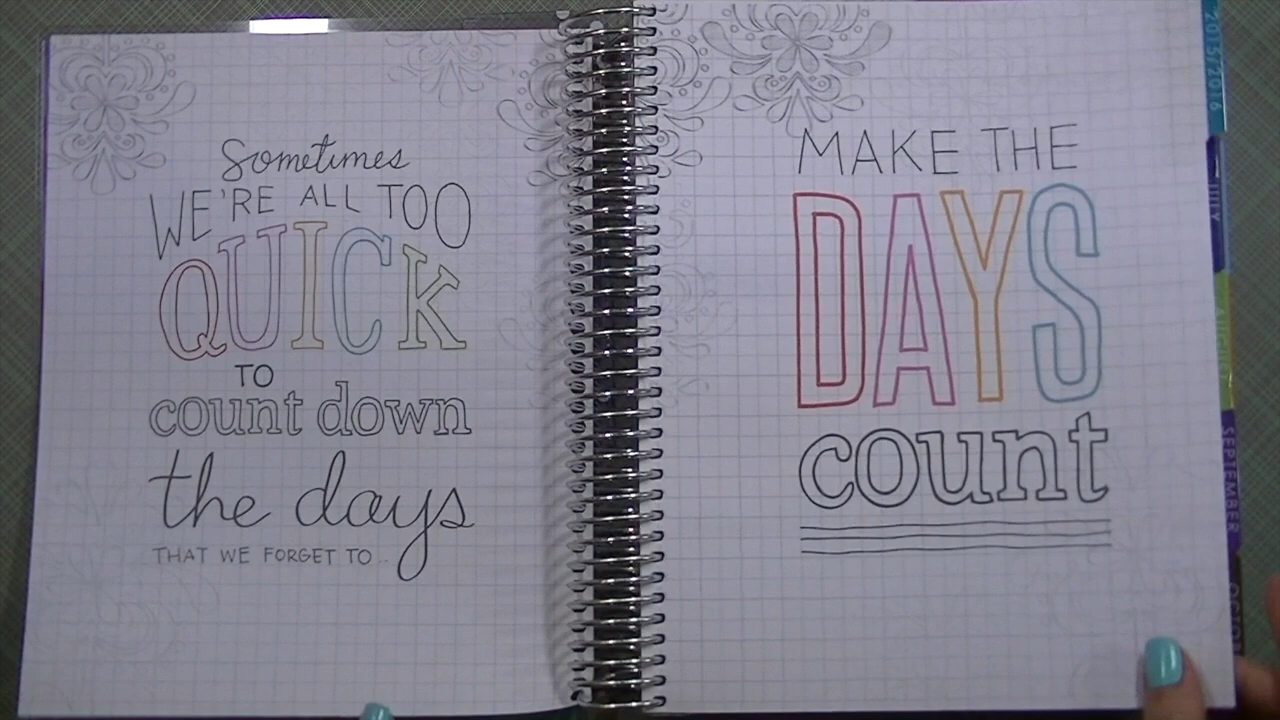 Sometimes
WE'RE ALL TOO
QUICK
TO
count down
the days
THAT WE FORGET TO...
MAKE THE
DAYS
count
2015/2016
JULY
AUGUST
SEPTEMBER